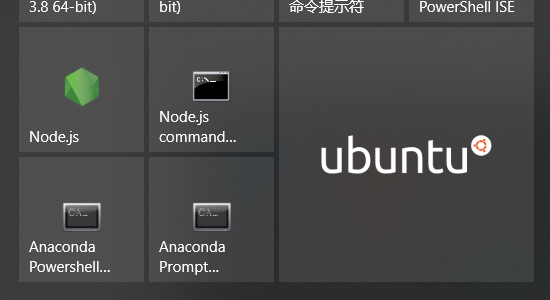 3.8 64-bit)
bit)
命令提示符
PowerShell ISE
Node.js
Node.js
command...
ubuntu
Anaconda
Powershell...
Anaconda
Prompt...